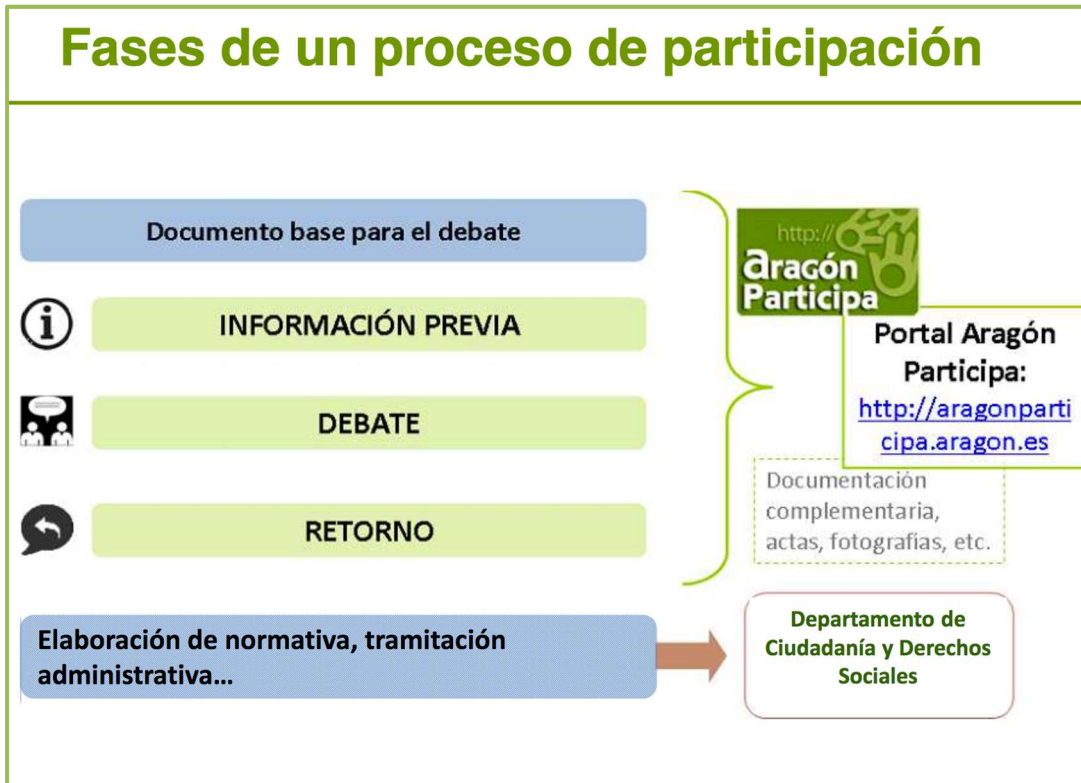 Fases de un proceso de participación
Documento base para el debate
INFORMACIÓN PREVIA
DEBATE
RETORNO
Elaboración de normativa, tramitación
administrativa...
http://
aragón
Participa
Portal Aragón
Participa:
http://aragonparti
cipa.aragon.es
Documentación
complementaria,
actas, fotografias, etc.
Departamento de
Ciudadanía y Derechos
Sociales